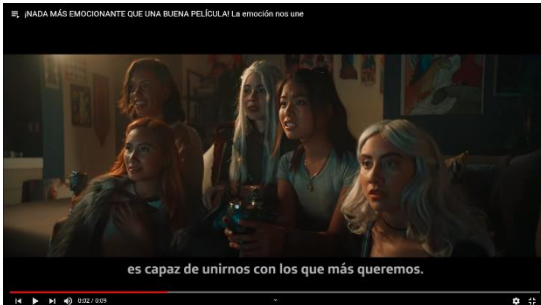 ¡NADA MÁS EMOCIONANTE QUE UNA BUENA PELÍCULA! La emoción nos une
es capaz de unirnos con los que más queremos.
0:02 / 0:09